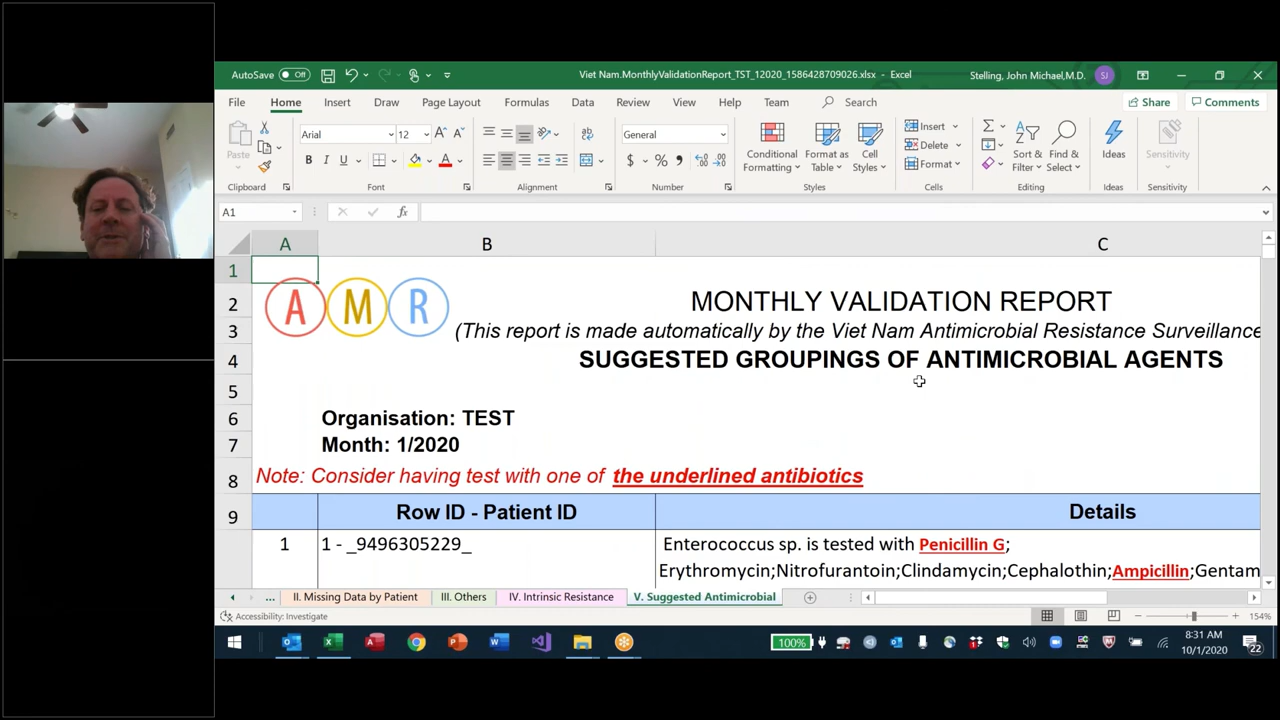 AutoSave Off
Viet Nam.MonthlyValidationReport_TST_12020_1586428709026.xlsx - Excel
Stelling, John Michael,M.D. SJ
File Home Insert Draw Page Layout Formulas Data Review View Help Team Search Share Comments
Paste
Clipboard
Arial 12 A A
B I U A
Font
ab
Alignment
General
$ % 9
Number
Conditional Formatting
Format as Table
Cell Styles
Styles
Insert
Delete
Format
Cells
Sort & Filter
Find & Select
Editing
Ideas
Ideas
Sensitivity
Sensitivity
A1 fx
A B C
1
2 A M R MONTHLY VALIDATION REPORT
3 (This report is made automatically by the Viet Nam Antimicrobial Resistance Surveillance
4 SUGGESTED GROUPINGS OF ANTIMICROBIAL AGENTS
5
6 Organisation: TEST
7 Month: 1/2020
8 Note: Consider having test with one of the underlined antibiotics
9 Row ID - Patient ID Details
1 1 - _9496305229_ Enterococcus sp. is tested with Penicillin G;
Erythromycin;Nitrofurantoin;Clindamycin;Cephalothin;Ampicillin;Gentam
... II. Missing Data by Patient III. Others IV. Intrinsic Resistance V. Suggested Antimicrobial
Accessibility: Investigate 154%
100% 8:31 AM
10/1/2020 22